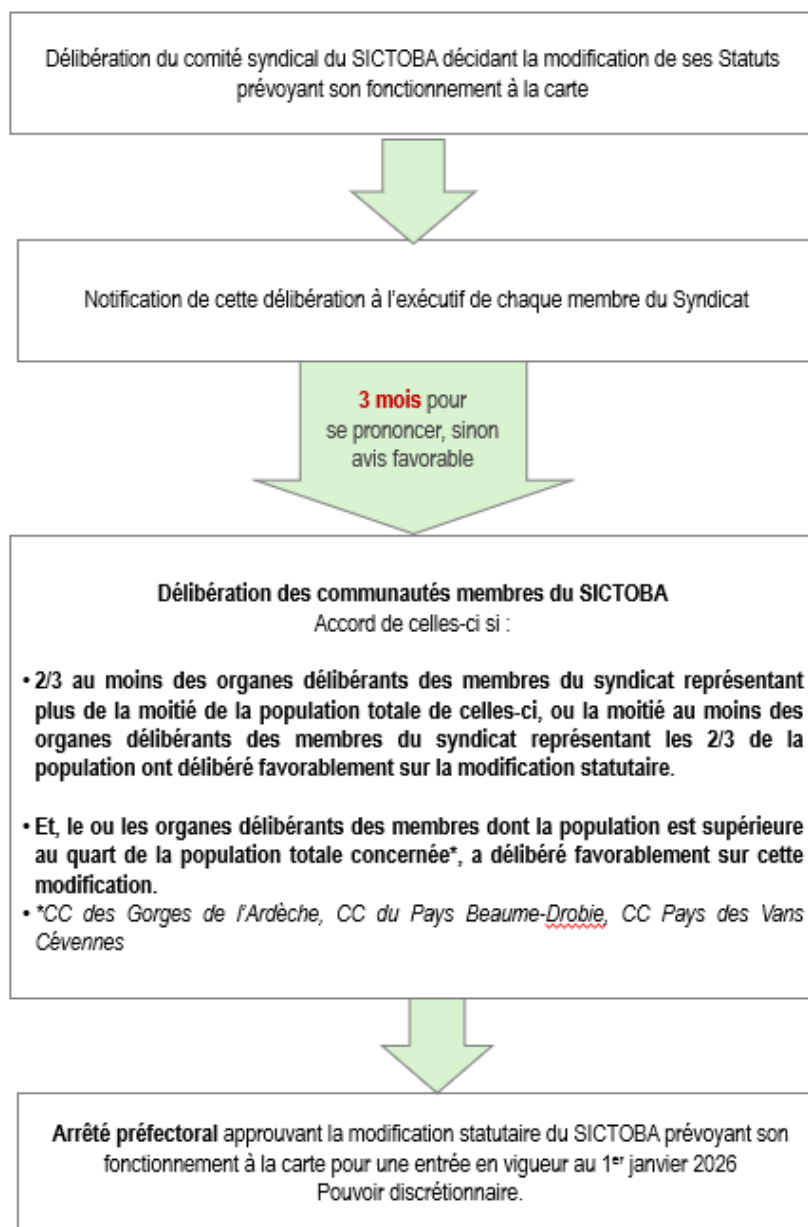 Délibération du comité syndical du SICTOBA décidant la modification de ses Statuts
prévoyant son fonctionnement à la carte
Notification de cette délibération à l'exécutif de chaque membre du Syndicat
3 mois pour
se prononcer, sinon
avis favorable
Délibération des communautés membres du SICTOBA
Accord de celles-ci si :
• 2/3 au moins des organes délibérants des membres du syndicat représentant
plus de la moitié de la population totale de celles-ci, ou la moitié au moins des
organes délibérants des membres du syndicat représentant les 2/3 de la
population ont délibéré favorablement sur la modification statutaire.
• Et, le ou les organes délibérants des membres dont la population est supérieure
au quart de la population totale concernée*, a délibéré favorablement sur cette
modification.
• *CC des Gorges de l'Ardèche, CC du Pays Beaume-Drobie, CC Pays des Vans
Cévennes
Arrêté préfectoral approuvant la modification statutaire du SICTOBA prévoyant son
fonctionnement à la carte pour une entrée en vigueur au 1er janvier 2026
Pouvoir discrétionnaire.